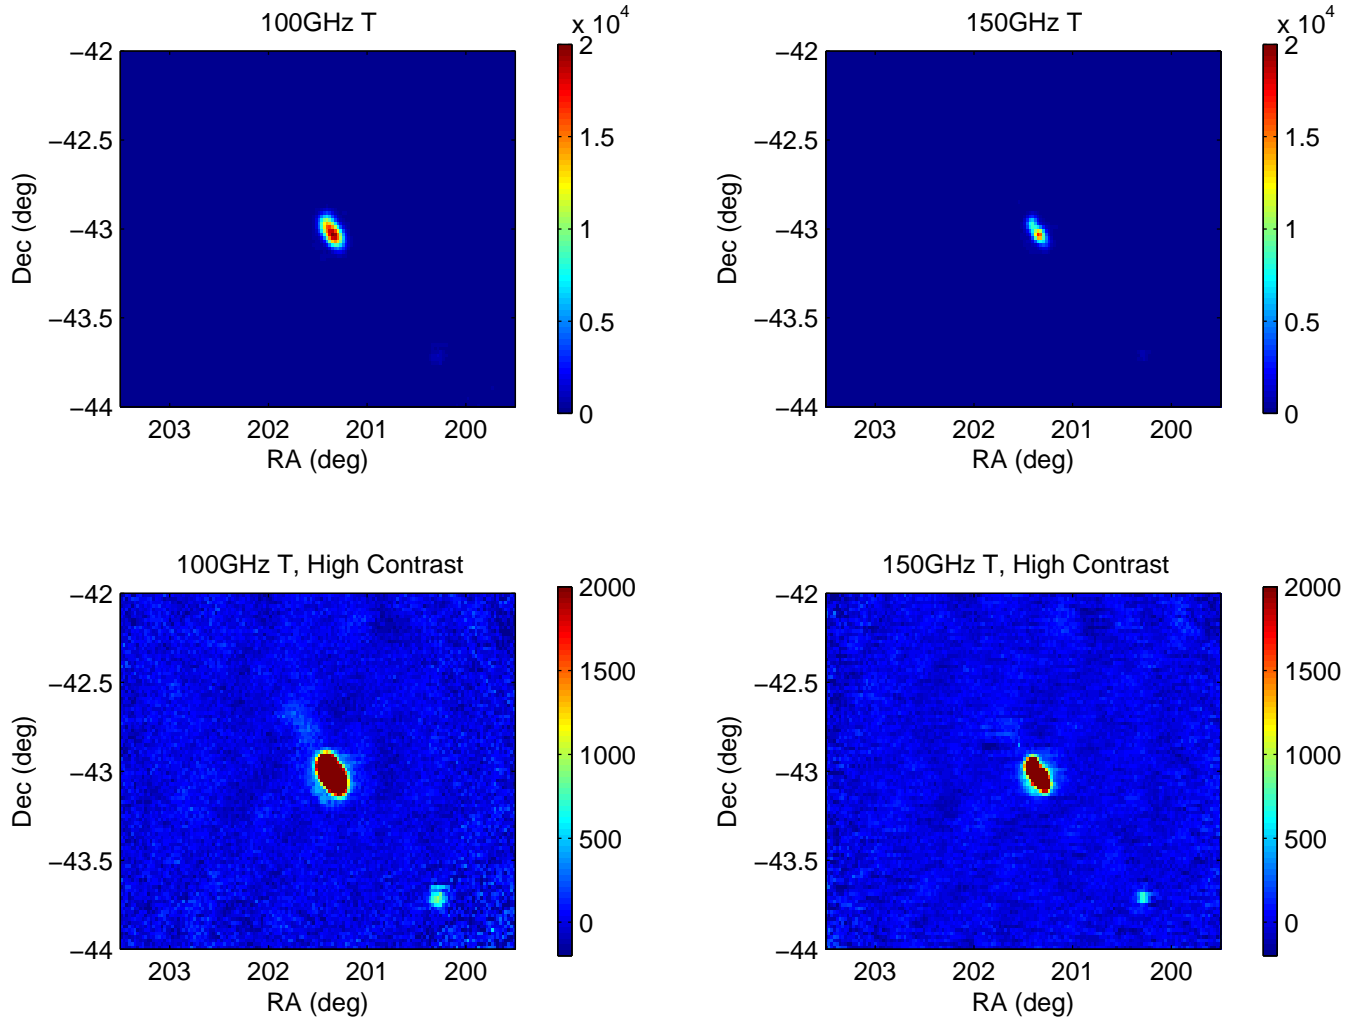 100GHz T
x 10^4
−42
−42.5
−43
−43.5
−44
Dec (deg)
203 202 201 200
RA (deg)
2
1.5
1
0.5
0
150GHz T
x 10^4
−42
−42.5
−43
−43.5
−44
Dec (deg)
203 202 201 200
RA (deg)
2
1.5
1
0.5
0
100GHz T, High Contrast
−42
−42.5
−43
−43.5
−44
Dec (deg)
203 202 201 200
RA (deg)
2000
1500
1000
500
0
150GHz T, High Contrast
−42
−42.5
−43
−43.5
−44
Dec (deg)
203 202 201 200
RA (deg)
2000
1500
1000
500
0